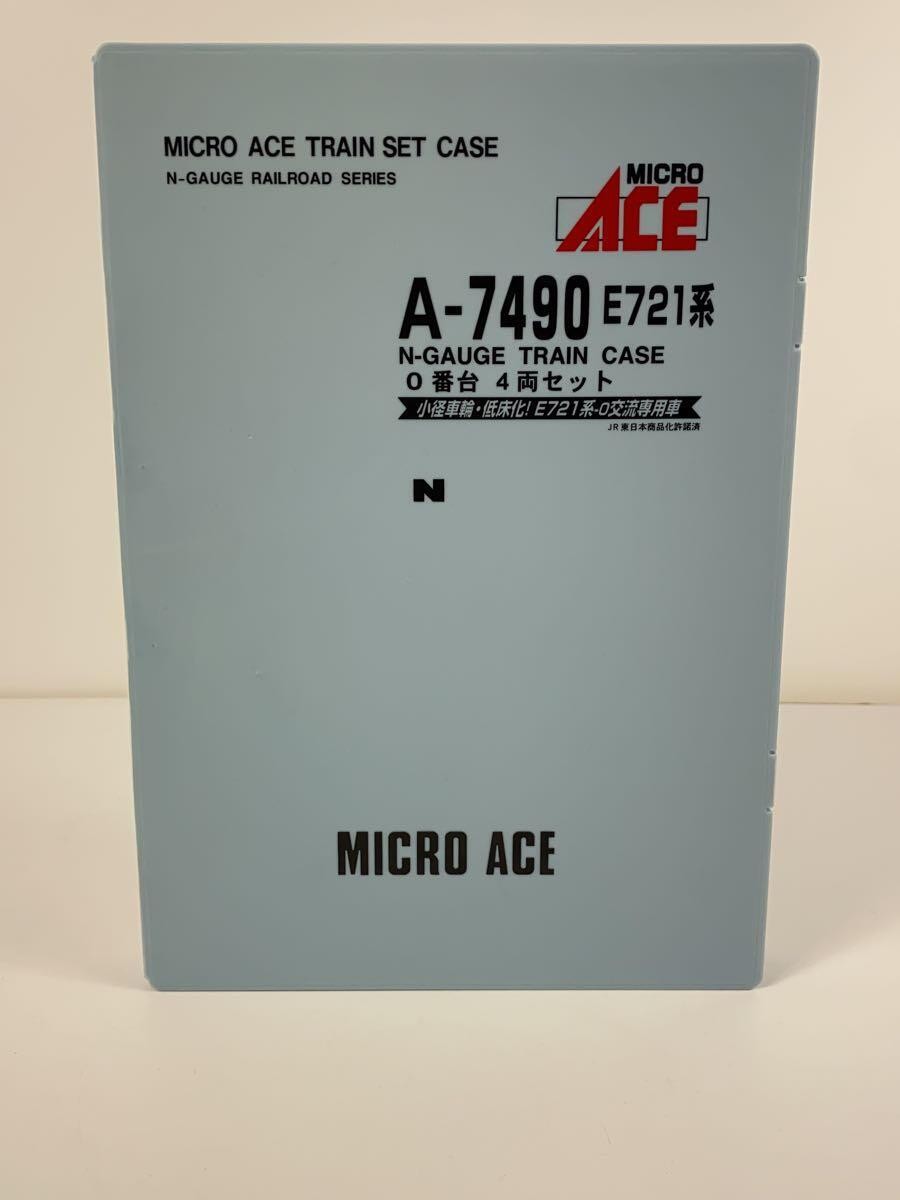 MICRO ACE TRAIN SET CASE
N-GAUGE RAILROAD SERIES
MICRO
ACE
A-7490 E721系
N-GAUGE TRAIN CASE
0番台 4両セット
小径車輪・低床化!E721系-0交流専用車
JR東日本商品化許諾済
N
MICRO ACE